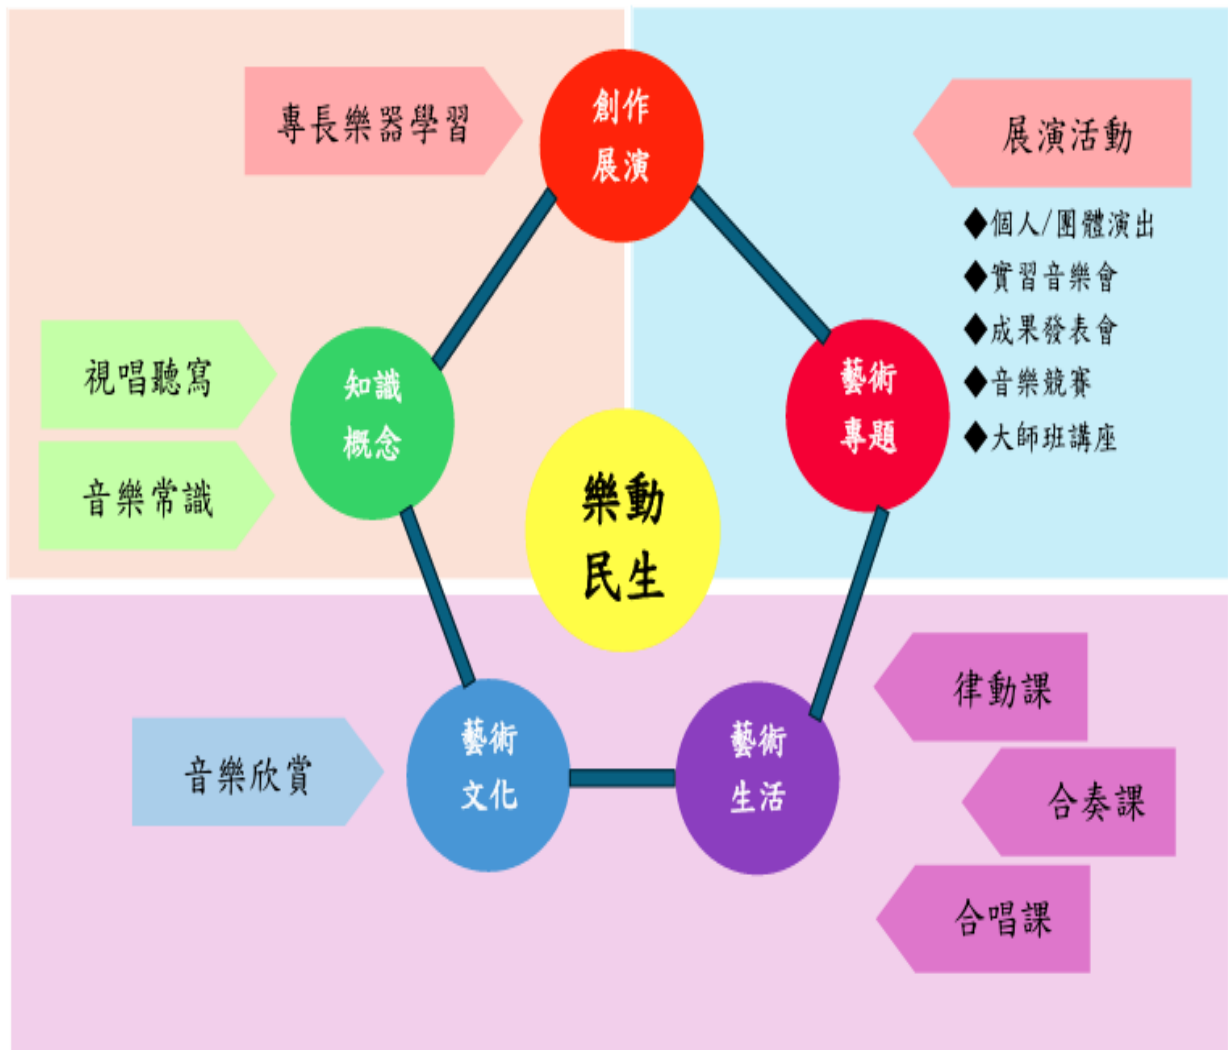 創作
展演
專長樂器學習
展演活動
◆個人/團體演出
◆實習音樂會
◆成果發表會
◆音樂競賽
◆大師班講座
視唱聽寫
音樂常識
知識
概念
藝術
專題
樂動
民生
音樂欣賞
藝術
文化
藝術
生活
律動課
合奏課
合唱課